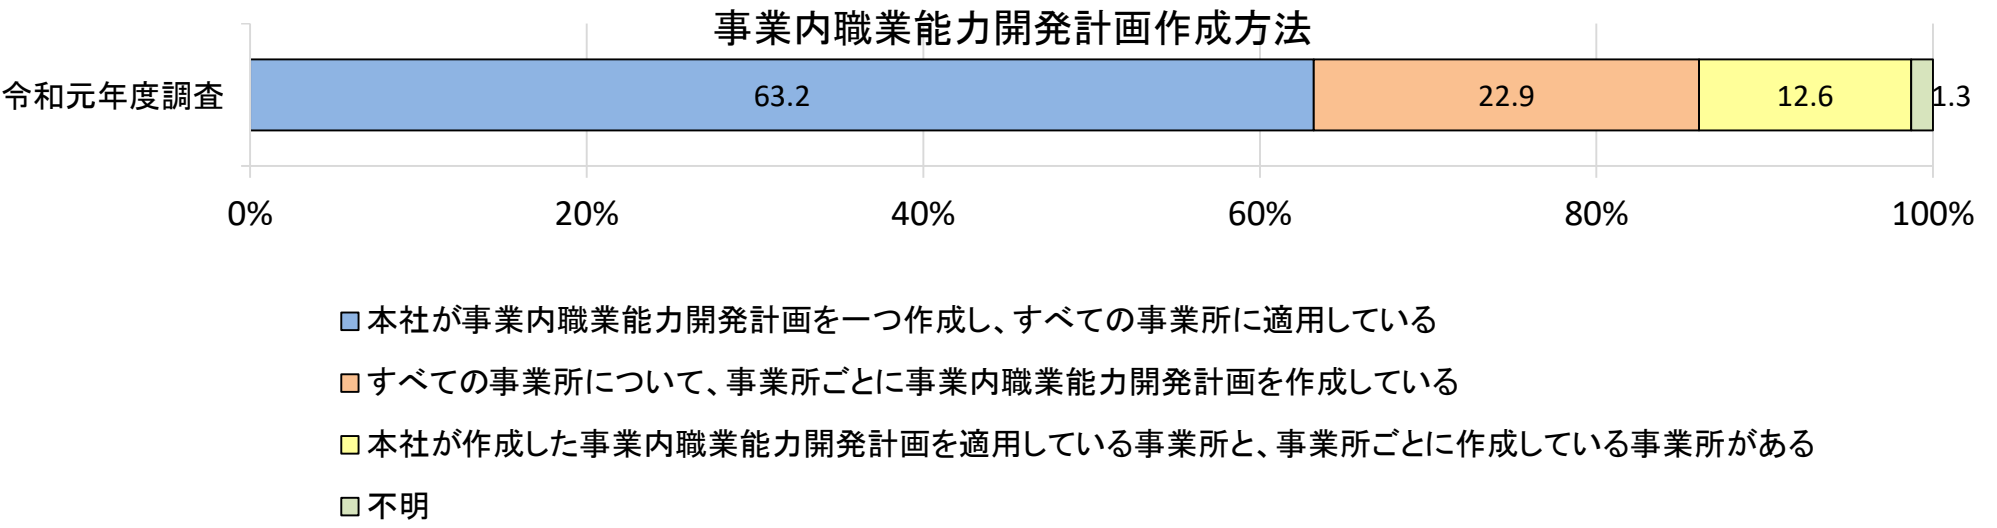 事業内職業能力開発計画作成方法
令和元年度調査
63.2
22.9
12.6
1.3
0%
20%
40%
60%
80%
100%
本社が事業内職業能力開発計画を一つ作成し、すべての事業所に適用している
すべての事業所について、事業所ごとに事業内職業能力開発計画を作成している
本社が作成した事業内職業能力開発計画を適用している事業所と、事業所ごとに作成している事業所がある
不明